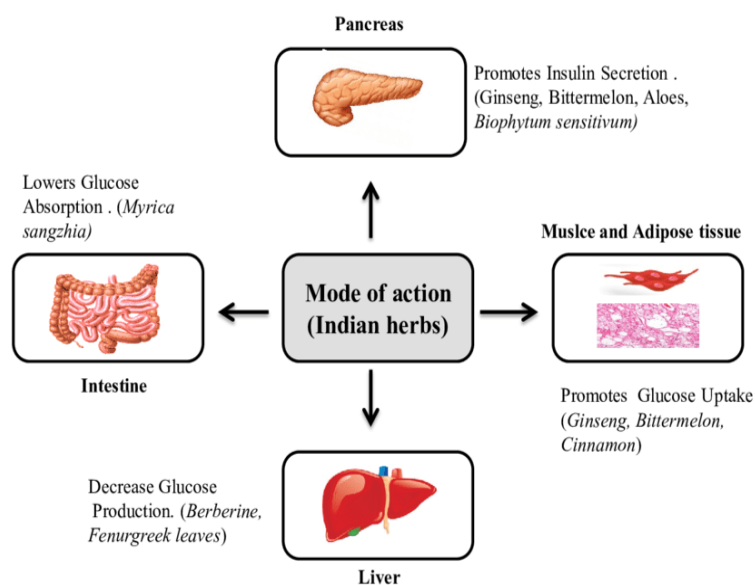 Pancreas
Promotes Insulin Secretion .
(Ginseng, Bittermelon, Aloes,
Biophytum sensitivum)
Lowers Glucose
Absorption . (Myrica
sangzhia)
Muslce and Adipose tissue
Mode of action
(Indian herbs)
Intestine
Promotes Glucose Uptake
(Ginseng, Bittermelon,
Cinnamon)
Decrease Glucose
Production. (Berberine,
Fenurgreek leaves)
Liver